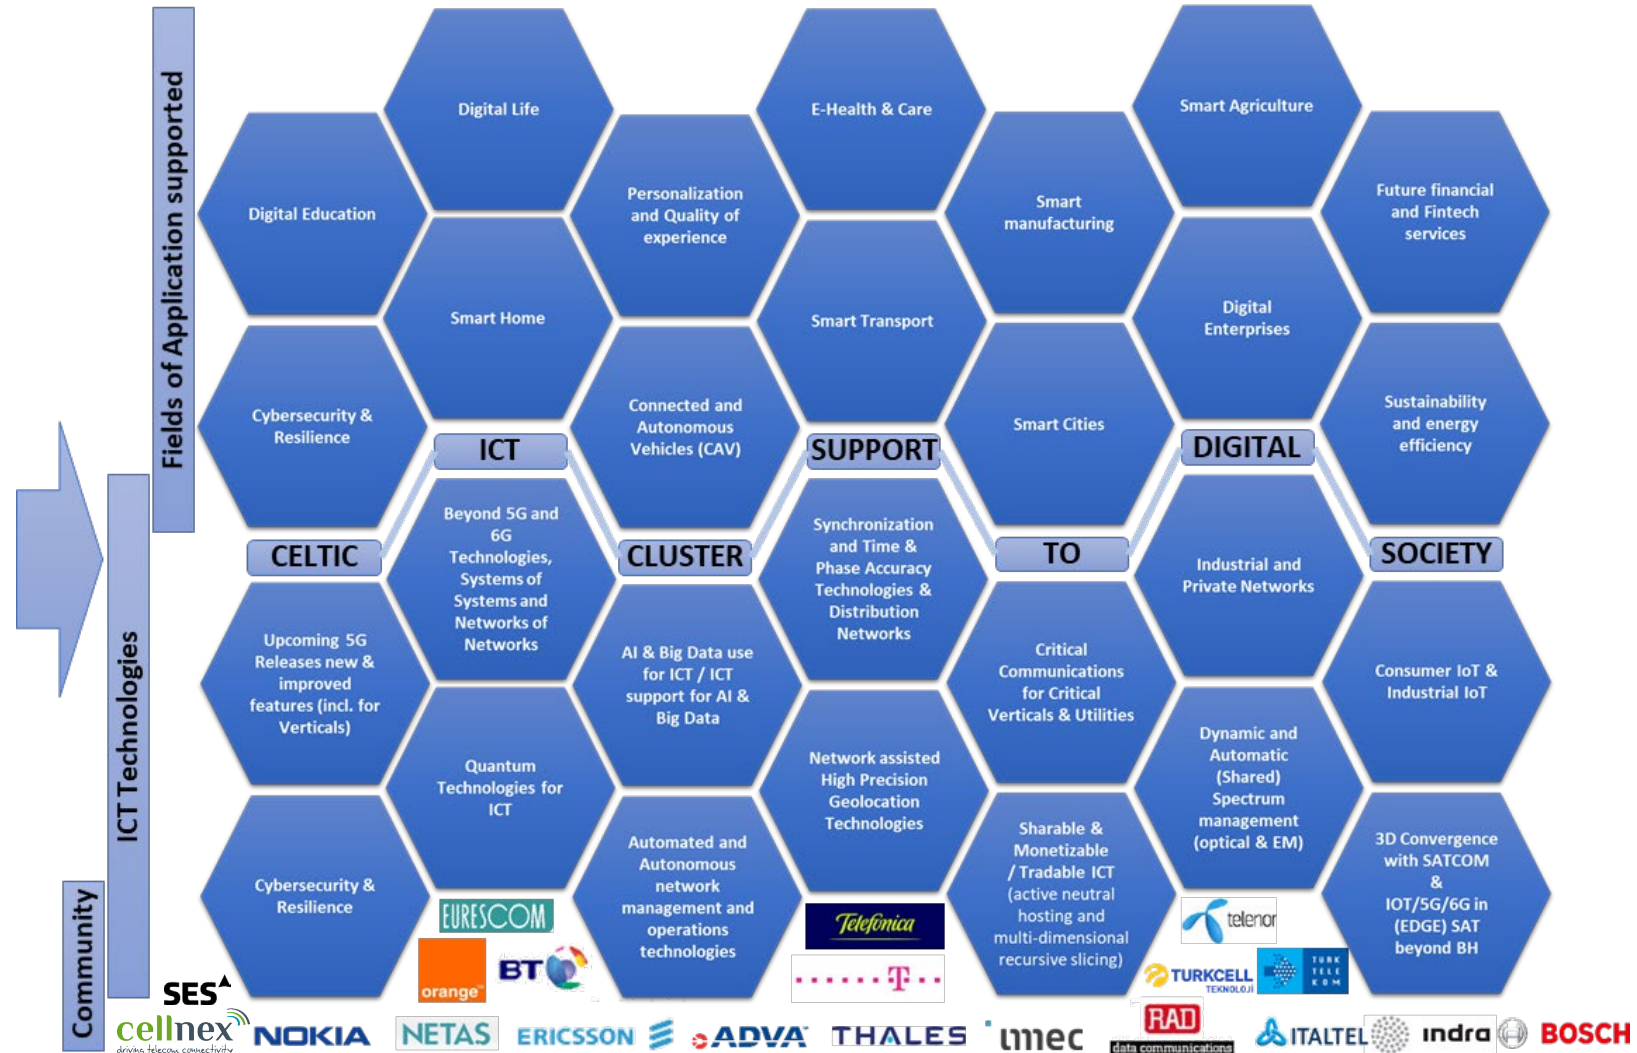 Fields of Application supported
Digital Life
E-Health & Care
Smart Agriculture
Digital Education
Personalization
and Quality of
experience
Smart
manufacturing
Future financial
and Fintech
services
Smart Home
Smart Transport
Digital
Enterprises
Cybersecurity &
Resilience
Connected and
Autonomous
Vehicles (CAV)
Smart Cities
Sustainability
and energy
efficiency
CELTIC
ICT
CLUSTER
SUPPORT
TO
DIGITAL
SOCIETY
ICT Technologies
Upcoming 5G
Releases new &
improved
features (incl. for
Verticals)
Beyond 5G and
6G
Technologies,
Systems of
Systems and
Networks of
Networks
AI & Big Data use
for ICT / ICT
support for AI &
Big Data
Synchronization
and Time &
Phase Accuracy
Technologies &
Distribution
Networks
Critical
Communications
for Critical
Verticals & Utilities
Industrial and
Private Networks
Consumer IoT &
Industrial IoT
Cybersecurity &
Resilience
Quantum
Technologies for
ICT
Automated and
Autonomous
network
management and
operations
technologies
Network assisted
High Precision
Geolocation
Technologies
Sharable &
Monetizable
/ Tradable ICT
(active neutral
hosting and
multi-dimensional
recursive slicing)
Dynamic and
Automatic
(Shared)
Spectrum
management
(optical & EM)
3D Convergence
with SATCOM
&
IOT/5G/6G in
(EDGE) SAT
beyond BH
Community
SES
EURESCOM
orange™
BT
Telefónica
T
telenor
TURKCELL
TEKNOLOJİ
TURK
TELE
KOM
cellnex
driving telecom connectivity
NOKIA
NETAS
ERICSSON
ADVA
THALES
imec
RAD
data communications
ITALTEL
indra
BOSCH